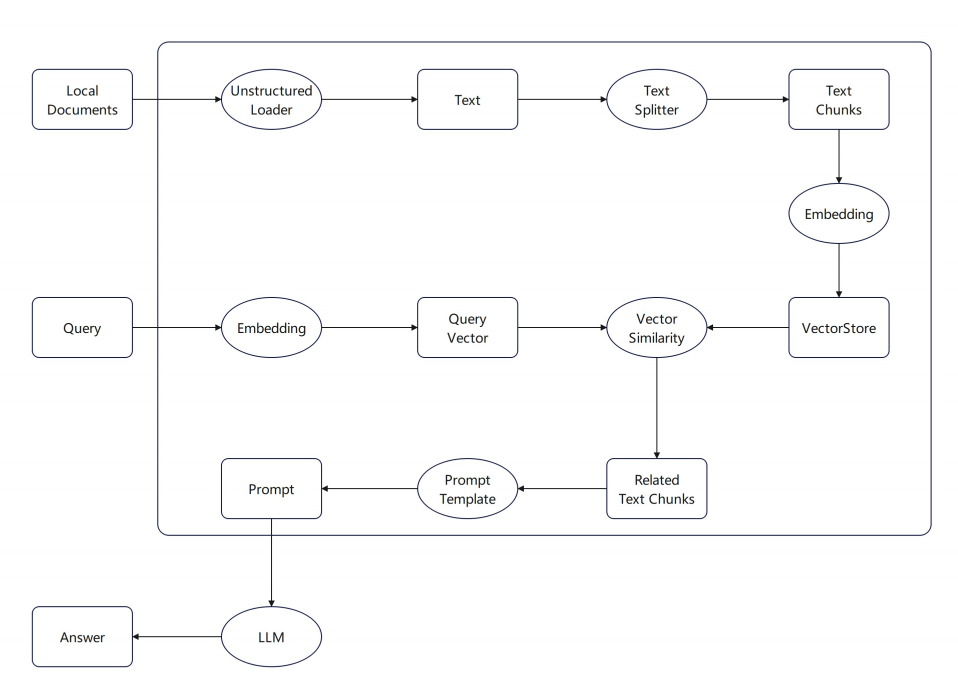 Local
Documents
Unstructured
Loader
Text
Text
Splitter
Text
Chunks
Embedding
Query
Embedding
Query
Vector
Vector
Similarity
VectorStore
Prompt
Prompt
Template
Related
Text Chunks
Answer
LLM